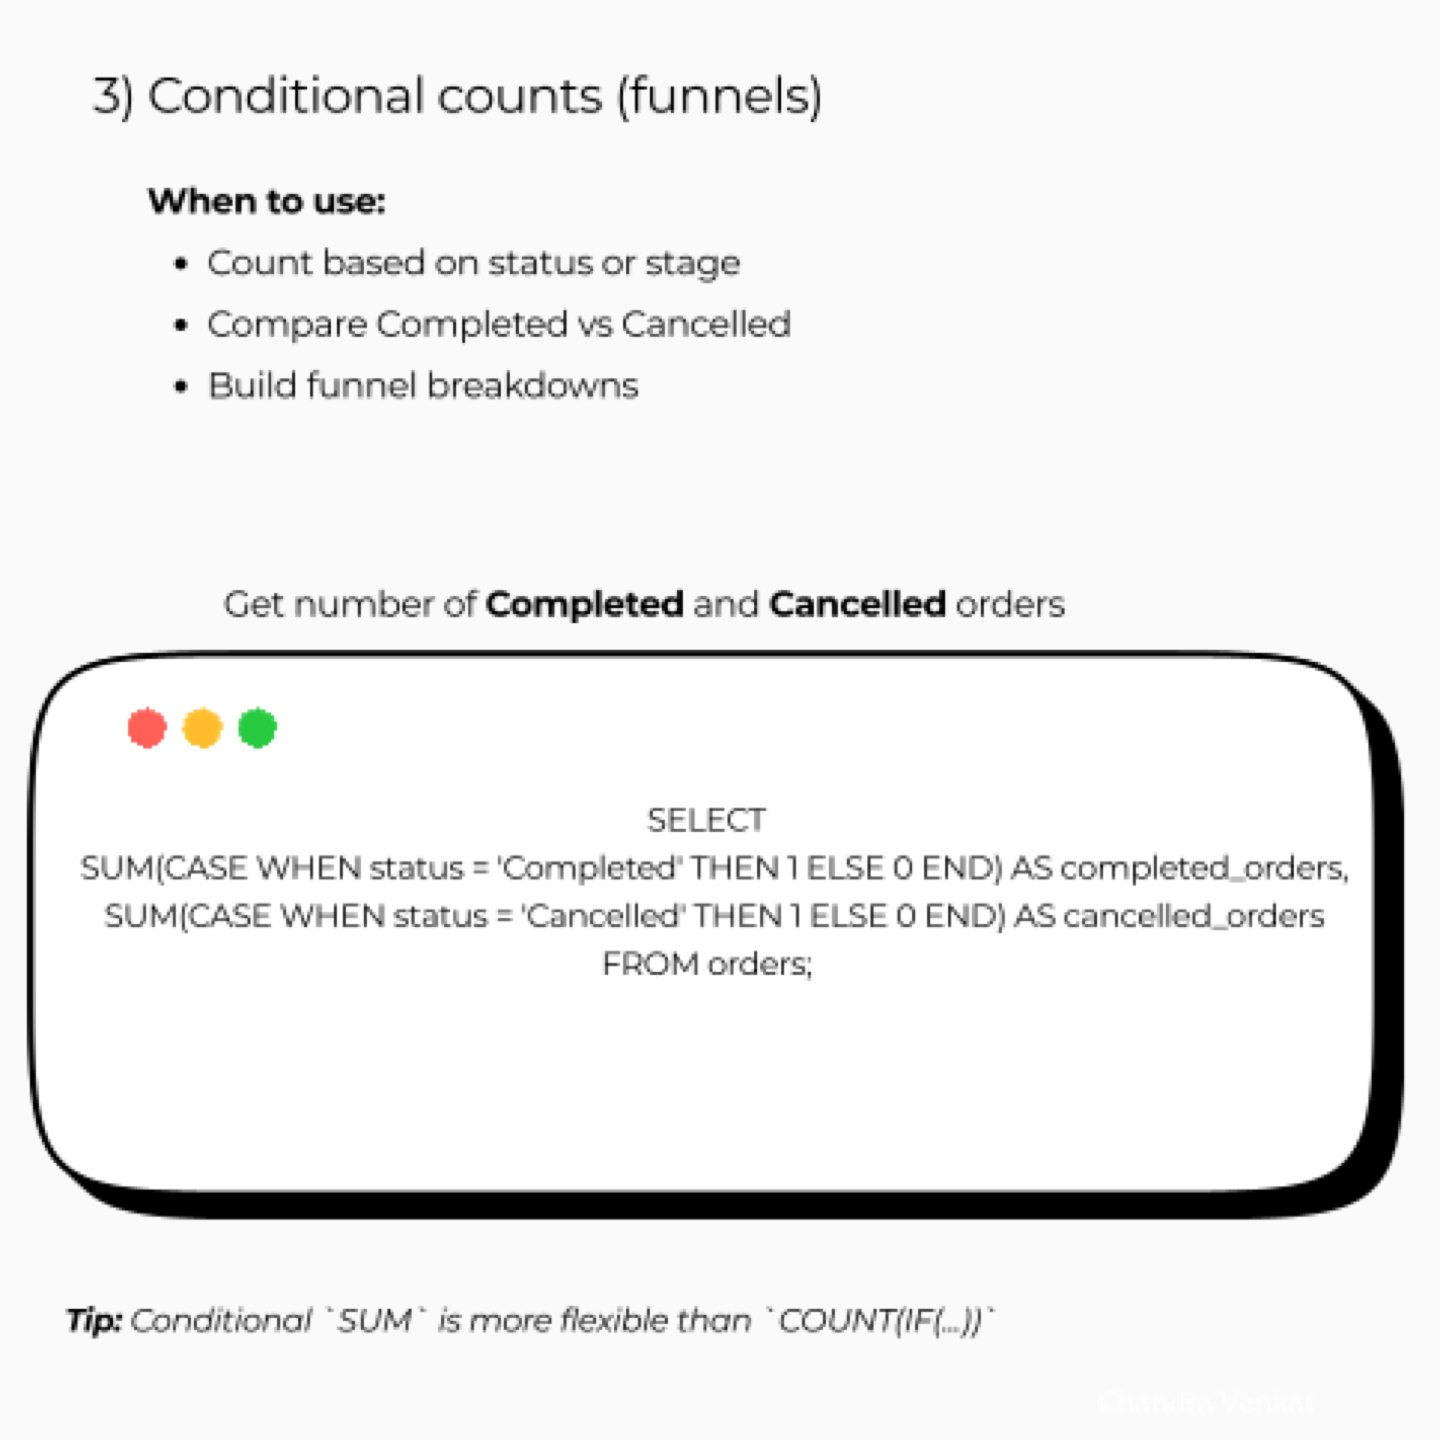 3) Conditional counts (funnels)
When to use:
• Count based on status or stage
• Compare Completed vs Cancelled
• Build funnel breakdowns
Get number of Completed and Cancelled orders
SELECT
SUM(CASE WHEN status = 'Completed' THEN 1 ELSE 0 END) AS completed_orders,
SUM(CASE WHEN status = 'Cancelled' THEN 1 ELSE 0 END) AS cancelled_orders
FROM orders;
Tip: Conditional `SUM` is more flexible than `COUNT(IF(...))`